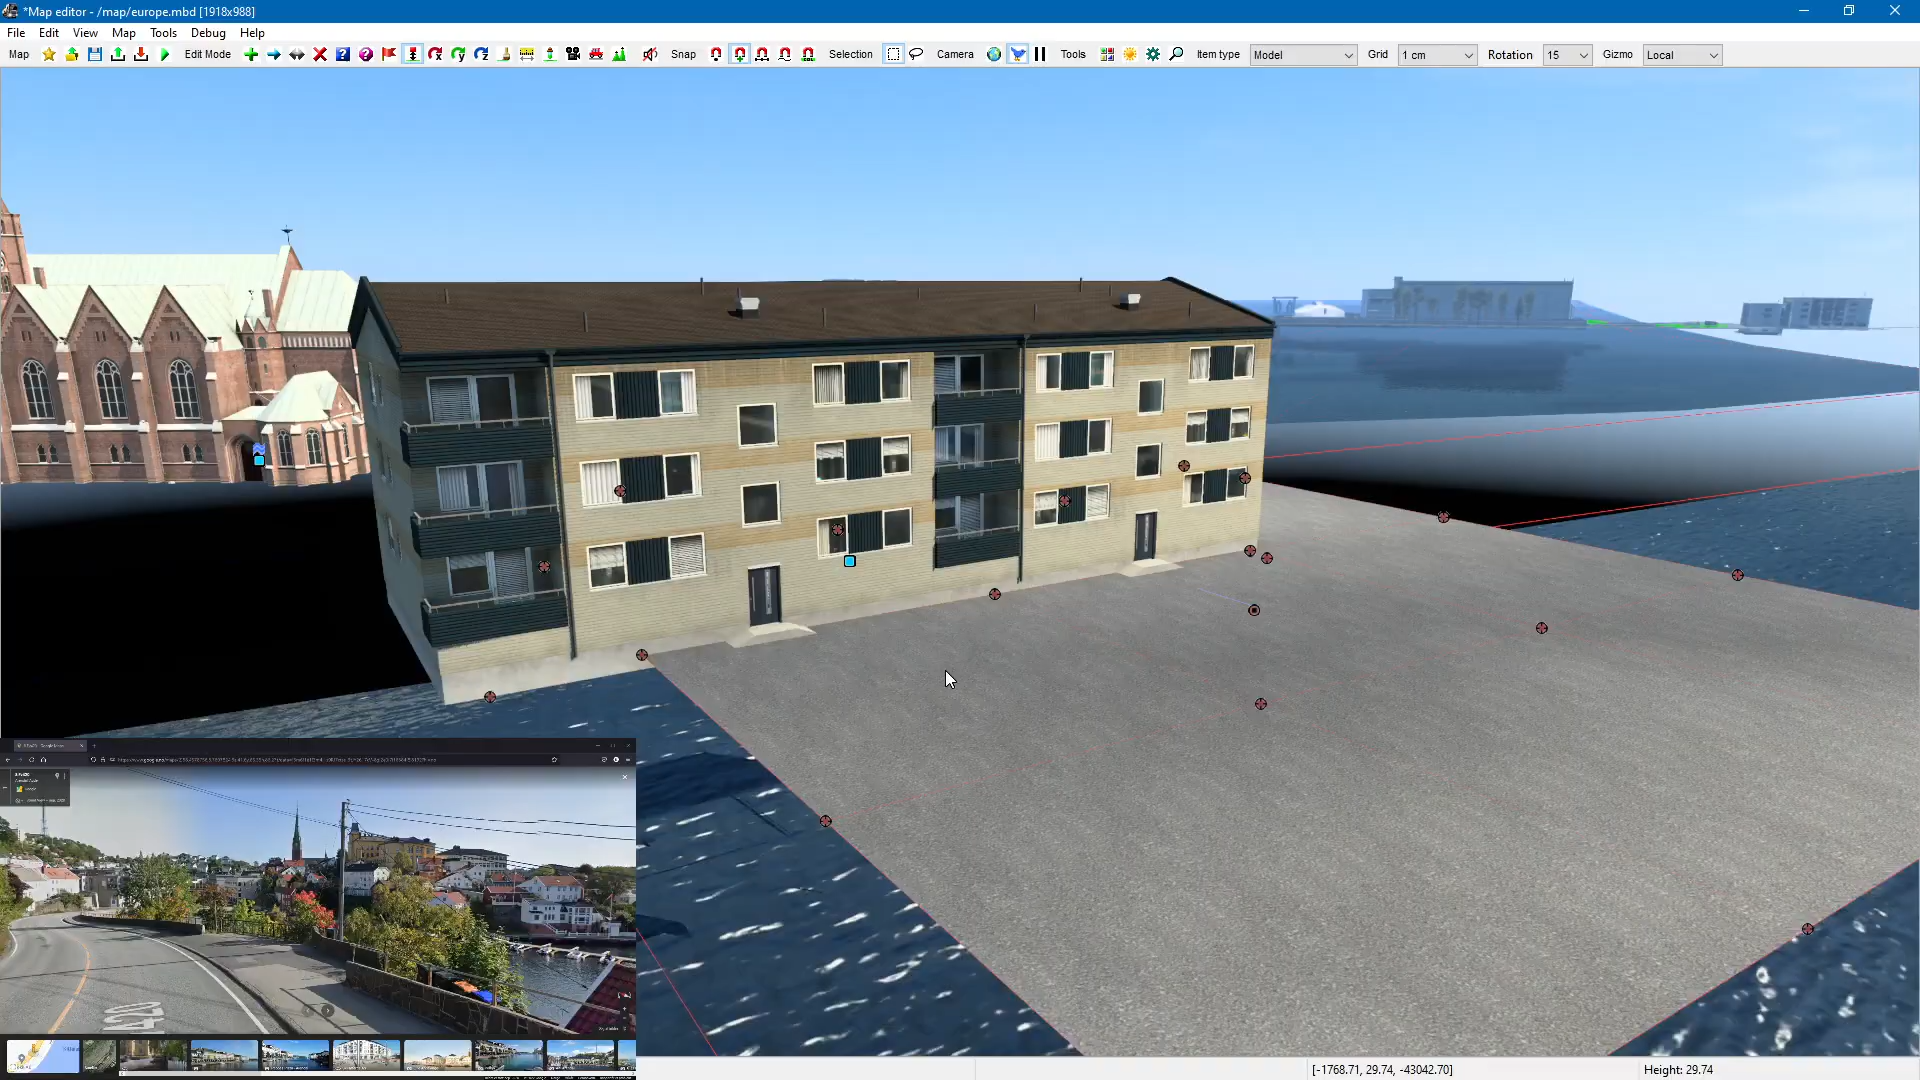 *Map editor - /map/europe.mbd [1918x988]
File Edit View Map Tools Debug Help
Map Edit Mode Snap Selection Camera Tools Item type Model Grid 1 cm Rotation 15 Gizmo Local
420
[-1768.71, 29.74, -43042.70] Height: 29.74